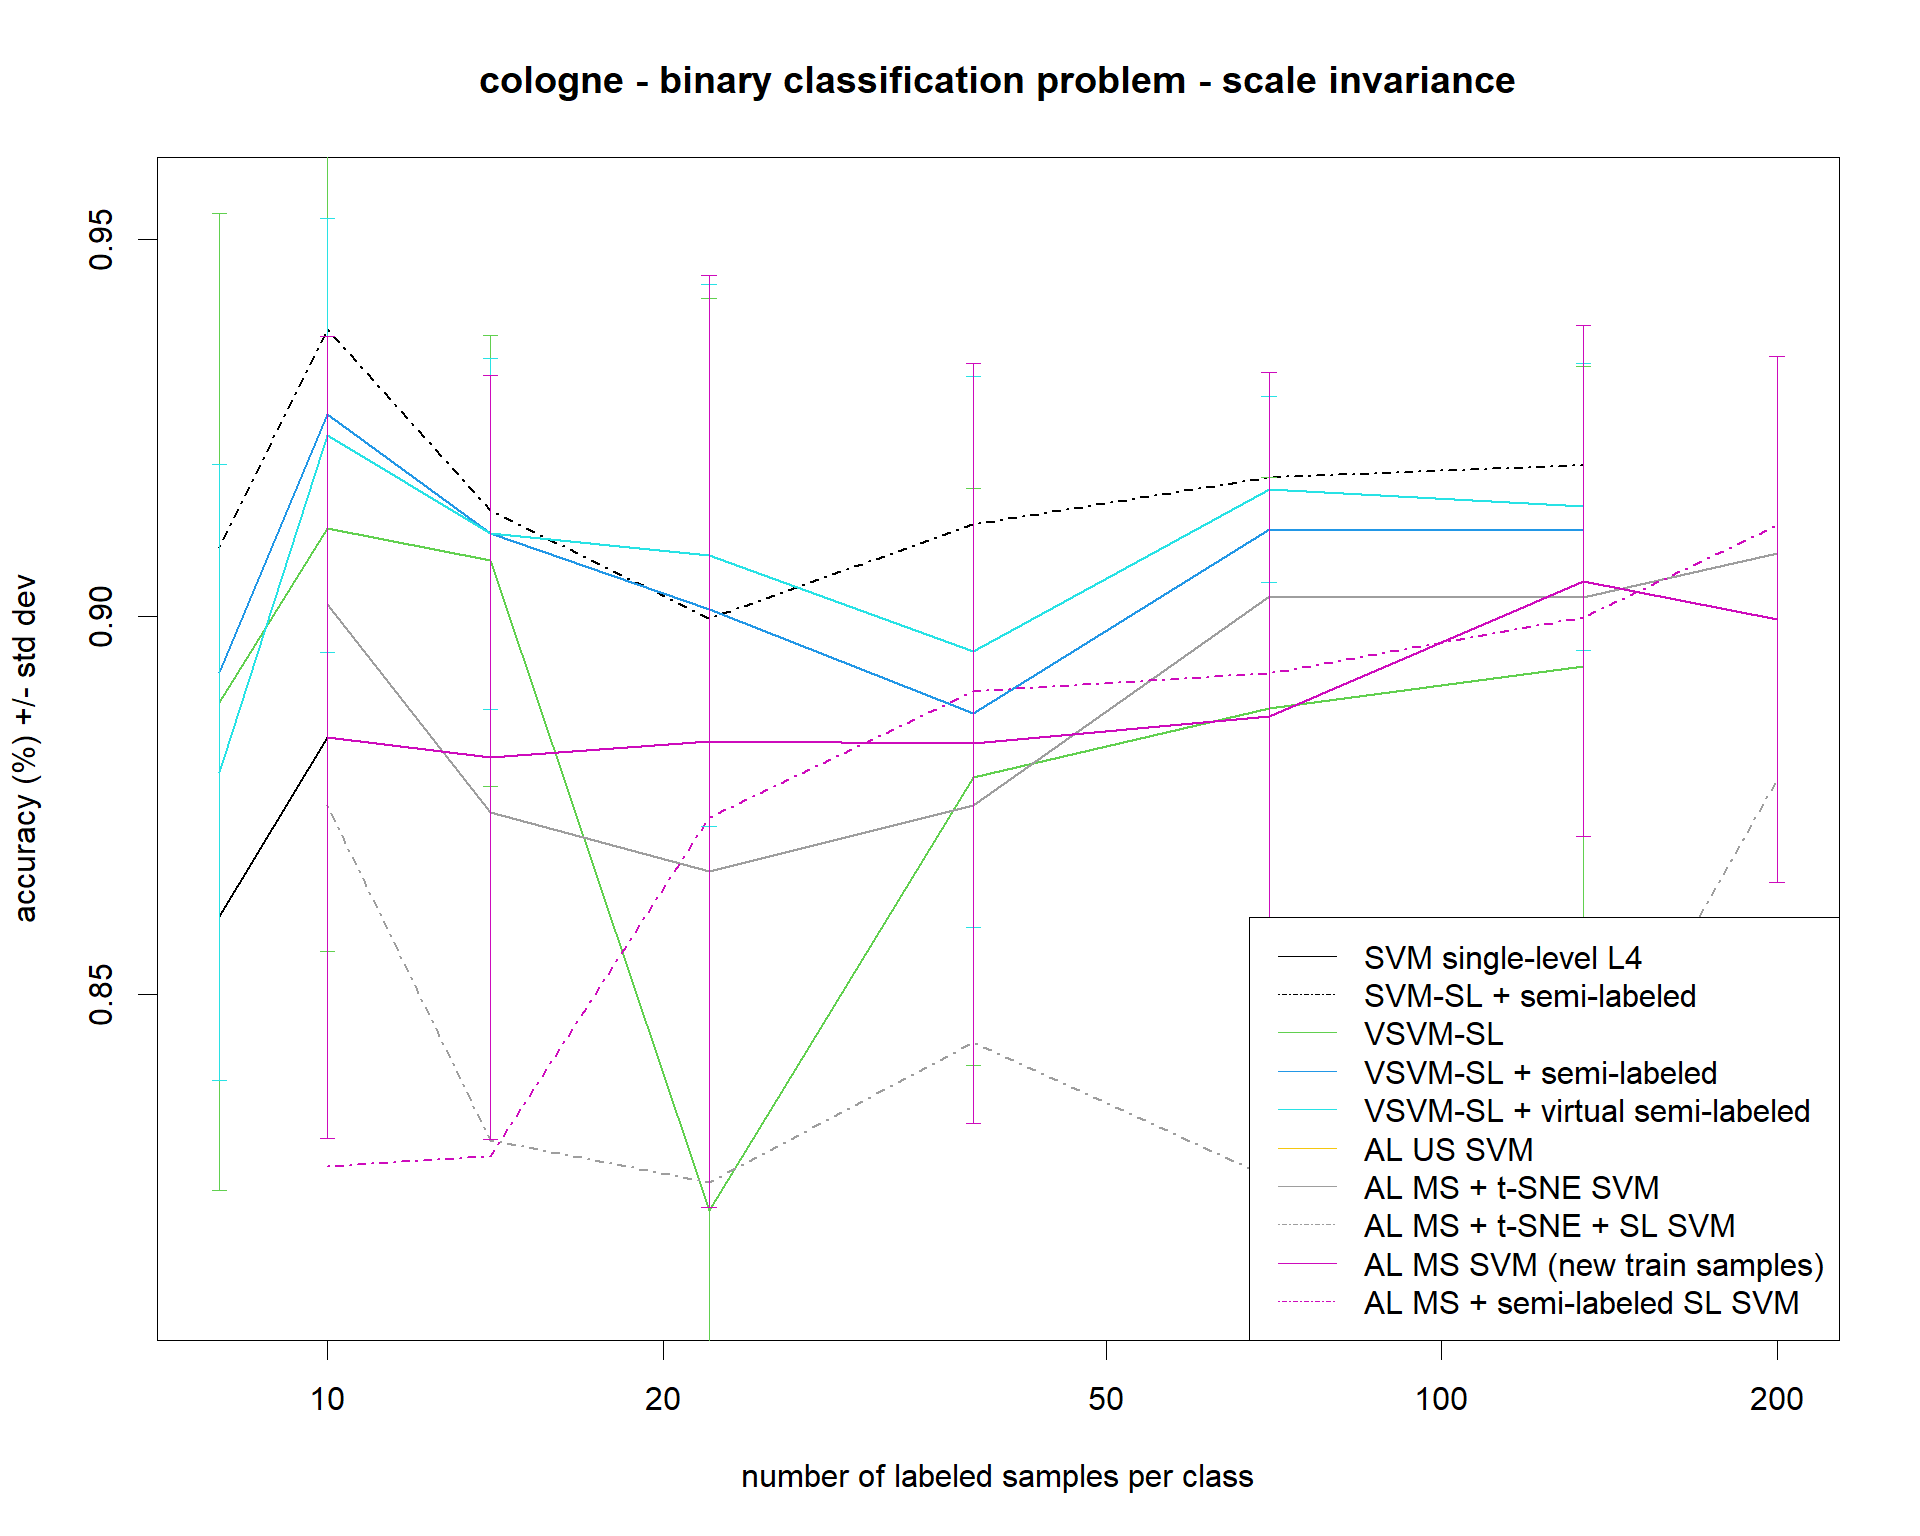 cologne - binary classification problem - scale invariance
accuracy (%) +/- std dev
0.95
0.90
0.85
SVM single-level L4
SVM-SL + semi-labeled
VSVM-SL
VSVM-SL + semi-labeled
VSVM-SL + virtual semi-labeled
AL US SVM
AL MS + t-SNE SVM
AL MS + t-SNE + SL SVM
AL MS SVM (new train samples)
AL MS + semi-labeled SL SVM
10 20 50 100 200
number of labeled samples per class